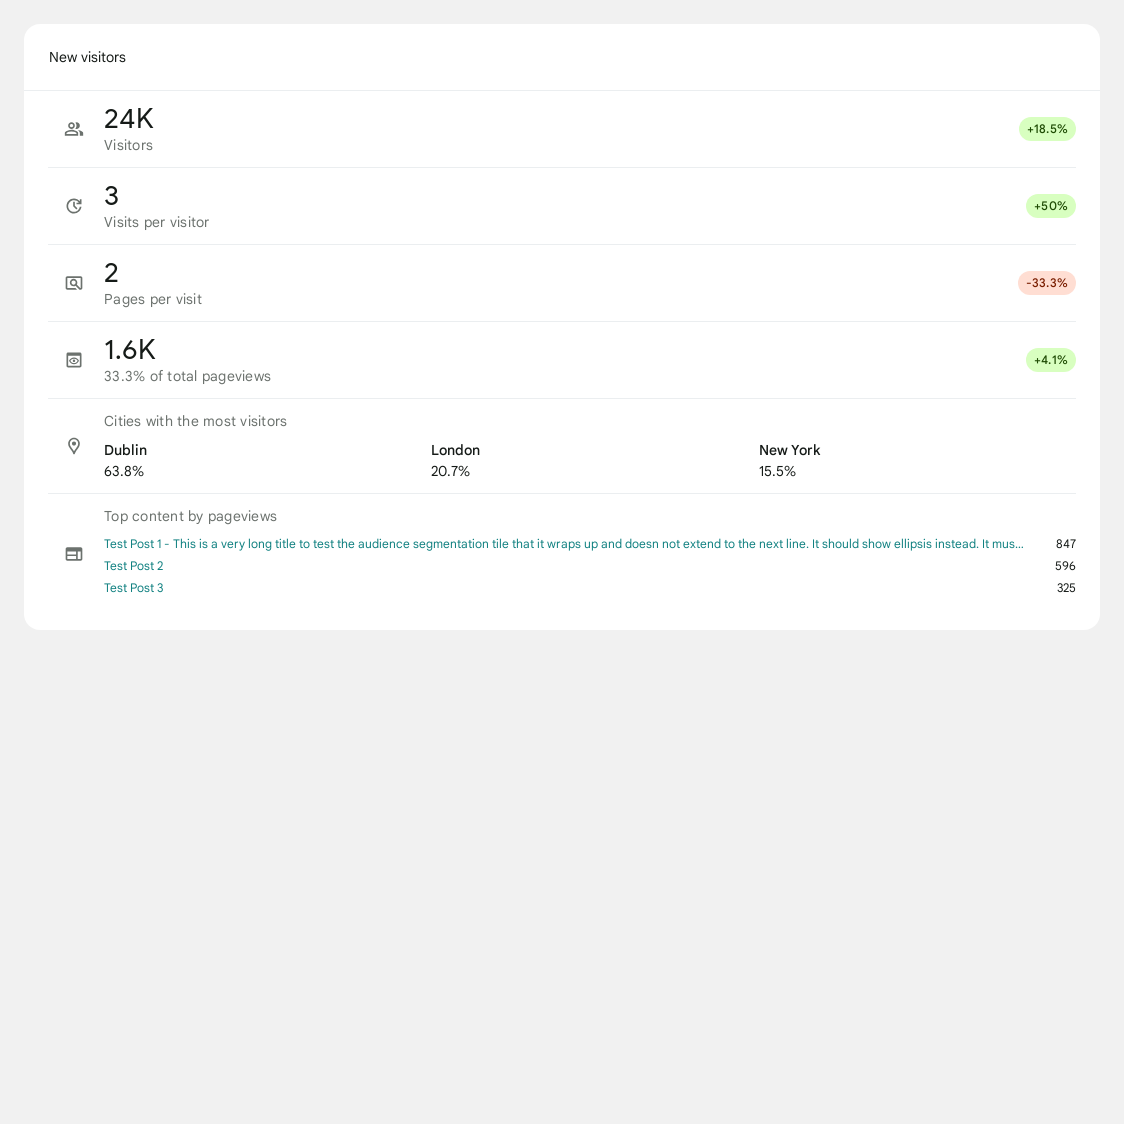 New visitors
24K
Visitors
+18.5%
3
Visits per visitor
+50%
2
Pages per visit
-33.3%
1.6K
33.3% of total pageviews
+4.1%
Cities with the most visitors
Dublin London New York
63.8% 20.7% 15.5%
Top content by pageviews
Test Post 1 - This is a very long title to test the audience segmentation tile that it wraps up and doesn not extend to the next line. It should show ellipsis instead. It mus... 847
Test Post 2 596
Test Post 3 325